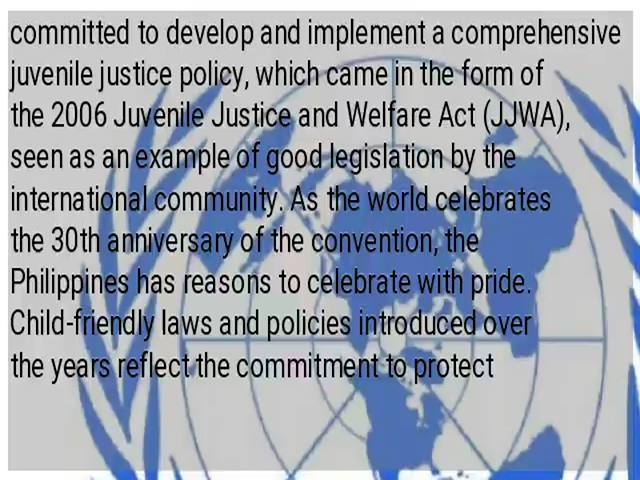 committed to develop and implement a comprehensive
juvenile justice policy, which came in the form of
the 2006 Juvenile Justice and Welfare Act (JJWA),
seen as an example of good legislation by the
international community. As the world celebrates
the 30th anniversary of the convention, the
Philippines has reasons to celebrate with pride.
Child-friendly laws and policies introduced over
the years reflect the commitment to protect